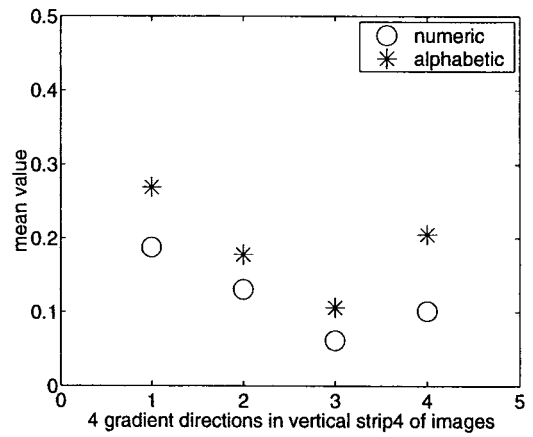 0.5
numeric
alphabetic
0.4
0.3
mean value
0.2
0.1
0
0 1 2 3 4 5
4 gradient directions in vertical strip4 of images